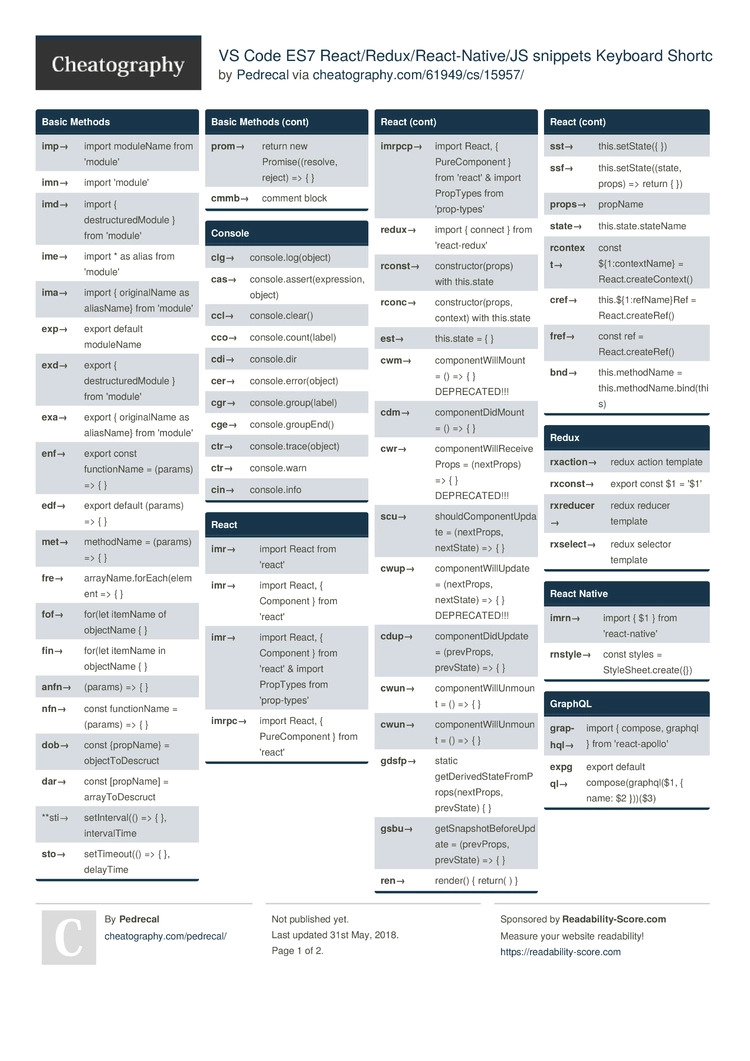 Cheatography
VS Code ES7 React/Redux/React-Native/JS snippets Keyboard Shortc
by Pedrecal via cheatography.com/61949/cs/15957/
Basic Methods
imp→ import moduleName from
'module'
imn→ import 'module'
imd→ import {
destructuredModule }
from 'module'
ime→ import * as alias from
'module'
ima→ import { originalName as
aliasName} from 'module'
exp→ export default
moduleName
exd→ export {
destructuredModule }
from 'module'
exa→ export { originalName as
aliasName} from 'module'
enf→ export const
functionName = (params)
=> { }
edf→ export default (params)
=> { }
met→ methodName = (params)
=> { }
fre→ arrayName.forEach(elem
ent => { }
fof→ for(let itemName of
objectName { }
fin→ for(let itemName in
objectName { }
anfn→ (params) => { }
nfn→ const functionName =
(params) => { }
dob→ const {propName} =
objectToDescruct
dar→ const [propName] =
arrayToDescruct
**sti→ setInterval(() => { },
intervalTime
sto→ setTimeout(() => { },
delayTime
Basic Methods (cont)
prom→ return new
Promise((resolve,
reject) => { }
cmmb→ comment block
Console
clg→ console.log(object)
cas→ console.assert(expression,
object)
ccl→ console.clear()
cco→ console.count(label)
cdi→ console.dir
cer→ console.error(object)
cgr→ console.group(label)
cge→ console.groupEnd()
ctr→ console.trace(object)
ctr→ console.warn
cin→ console.info
React
imr→ import React from
'react'
imr→ import React, {
Component } from
'react'
imr→ import React, {
Component } from
'react' & import
PropTypes from
'prop-types'
imrpc→ import React, {
PureComponent } from
'react'
React (cont)
imrpcp→ import React, {
PureComponent }
from 'react' & import
PropTypes from
'prop-types'
redux→ import { connect } from
'react-redux'
rconst→ constructor(props)
with this.state
rconc→ constructor(props,
context) with this.state
est→ this.state = { }
cwm→ componentWillMount
= () => { }
DEPRECATED!!!
cdm→ componentDidMount
= () => { }
cwr→ componentWillReceive
Props = (nextProps)
=> { }
DEPRECATED!!!
scu→ shouldComponentUpda
te = (nextProps,
nextState) => { }
cwup→ componentWillUpdate
= (nextProps,
nextState) => { }
DEPRECATED!!!
cdup→ componentDidUpdate
= (prevProps,
prevState) => { }
cwun→ componentWillUnmoun
t = () => { }
cwun→ componentWillUnmoun
t = () => { }
gdsfp→ static
getDerivedStateFromP
rops(nextProps,
prevState) { }
gsbu→ getSnapshotBeforeUpd
ate = (prevProps,
prevState) => { }
ren→ render() { return( ) }
React (cont)
sst→ this.setState({ })
ssf→ this.setState((state,
props) => return { })
props→ propName
state→ this.state.stateName
rcontex const
t→ ${1:contextName} =
React.createContext()
cref→ this.${1:refName}Ref =
React.createRef()
fref→ const ref =
React.createRef()
bnd→ this.methodName =
this.methodName.bind(thi
s)
Redux
rxaction→ redux action template
rxconst→ export const $1 = '$1'
rxreducer redux reducer
→ template
rxselect→ redux selector
template
React Native
imrn→ import { $1 } from
'react-native'
rnstyle→ const styles =
StyleSheet.create({})
GraphQL
grap- import { compose, graphql
hql→ } from 'react-apollo'
expg export default
ql→ compose(graphql($1, {
name: $2 }))($3)
C
By Pedrecal
cheatography.com/pedrecal/
Not published yet.
Last updated 31st May, 2018.
Page 1 of 2.
Sponsored by Readability-Score.com
Measure your website readability!
https://readability-score.com